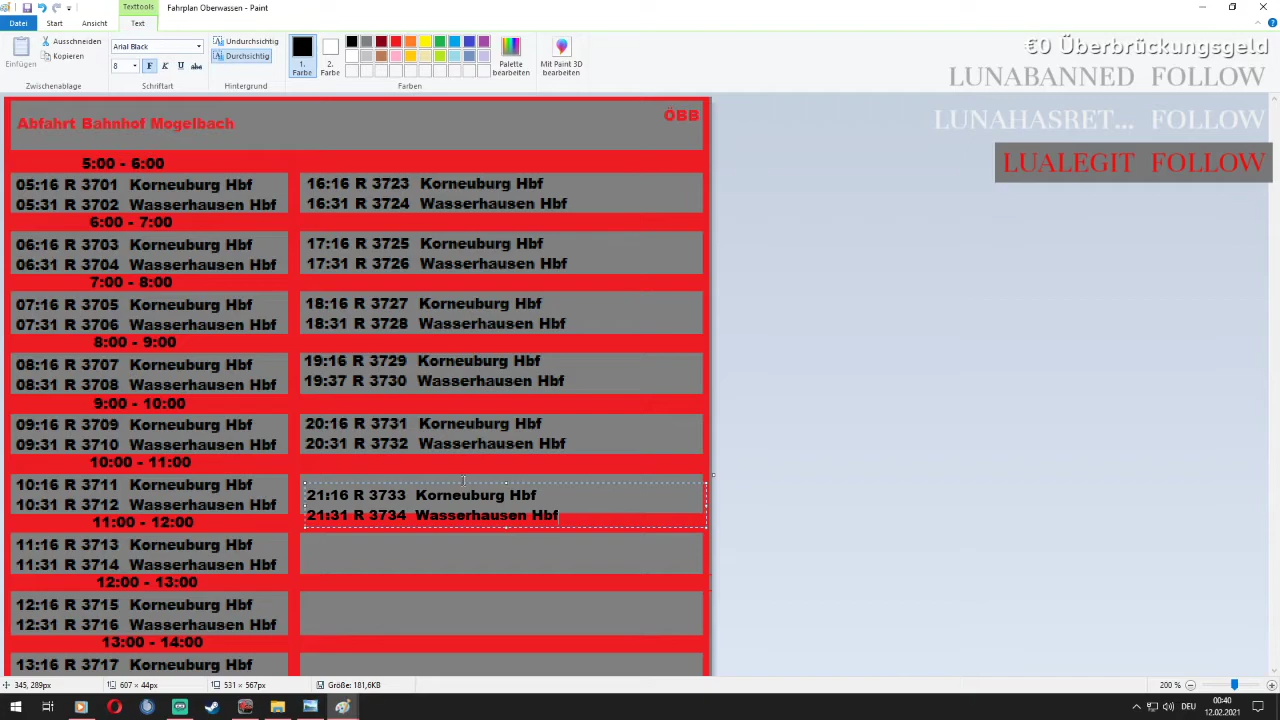 Texttools
Fahrplan Oberwassen - Paint
Datei Start Ansicht Text
Einfügen
Ausschneiden
Kopieren
Zwischenablage
Arial Black
8
F K U abc
Schriftart
Undurchsichtig
Durchsichtig
Hintergrund
1. Farbe
2. Farbe
Farben
Palette bearbeiten
Mit Paint 3D bearbeiten
€0 Überbrückungsgeld
LUNABANNED FOLLOW
LUNAHASRET... FOLLOW
LUALEGIT FOLLOW
Abfahrt Bahnhof Mogelbach
ÖBB
5:00 - 6:00
05:16 R 3701 Korneuburg Hbf
05:31 R 3702 Wasserhausen Hbf
6:00 - 7:00
06:16 R 3703 Korneuburg Hbf
06:31 R 3704 Wasserhausen Hbf
7:00 - 8:00
07:16 R 3705 Korneuburg Hbf
07:31 R 3706 Wasserhausen Hbf
8:00 - 9:00
08:16 R 3707 Korneuburg Hbf
08:31 R 3708 Wasserhausen Hbf
9:00 - 10:00
09:16 R 3709 Korneuburg Hbf
09:31 R 3710 Wasserhausen Hbf
10:00 - 11:00
10:16 R 3711 Korneuburg Hbf
10:31 R 3712 Wasserhausen Hbf
11:00 - 12:00
11:16 R 3713 Korneuburg Hbf
11:31 R 3714 Wasserhausen Hbf
12:00 - 13:00
12:16 R 3715 Korneuburg Hbf
12:31 R 3716 Wasserhausen Hbf
13:00 - 14:00
13:16 R 3717 Korneuburg Hbf
16:16 R 3723 Korneuburg Hbf
16:31 R 3724 Wasserhausen Hbf
17:16 R 3725 Korneuburg Hbf
17:31 R 3726 Wasserhausen Hbf
18:16 R 3727 Korneuburg Hbf
18:31 R 3728 Wasserhausen Hbf
19:16 R 3729 Korneuburg Hbf
19:37 R 3730 Wasserhausen Hbf
20:16 R 3731 Korneuburg Hbf
20:31 R 3732 Wasserhausen Hbf
21:16 R 3733 Korneuburg Hbf
21:31 R 3734 Wasserhausen Hbf
345, 289px
607 × 44px
531 × 567px
Größe: 181,6KB
200 %
DEU
00:40
12.02.2021